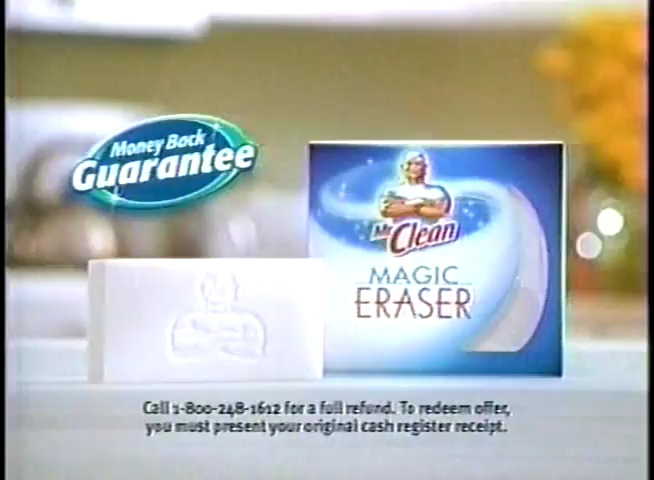 Money Back
Guarantee
Mr.
Clean
MAGIC
ERASER
Call 1-800-248-1612 for a full refund. To redeem offer,
you must present your original cash register receipt.